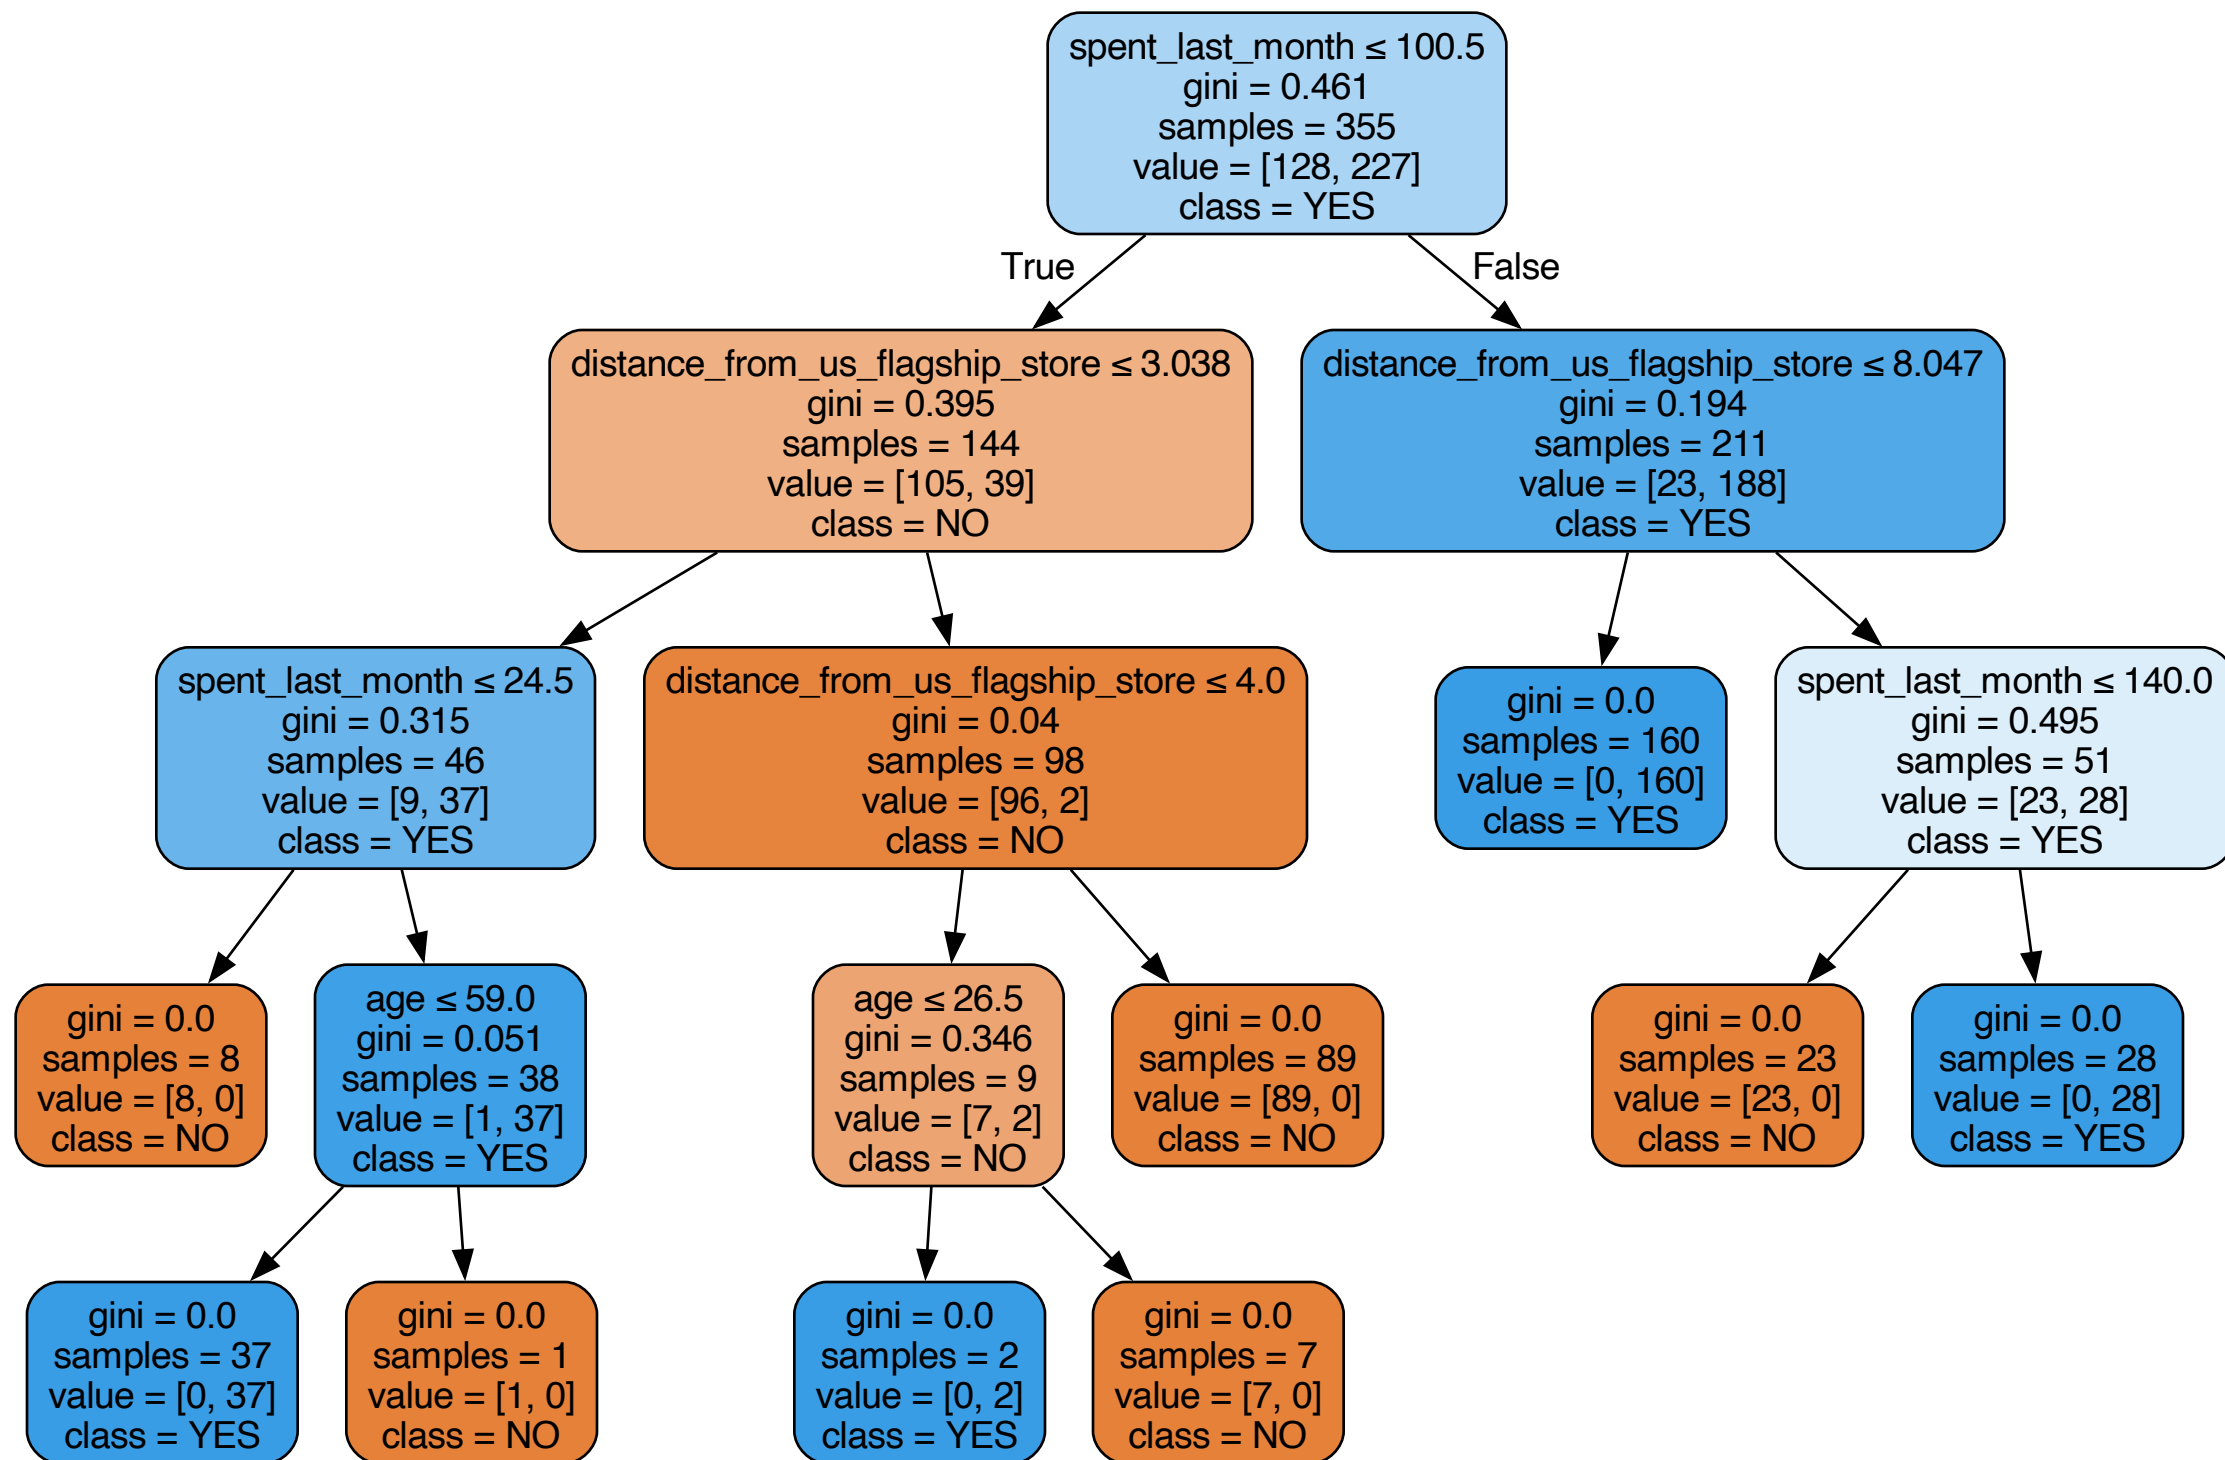 spent_last_month ≤ 100.5
gini = 0.461
samples = 355
value = [128, 227]
class = YES
True
False
distance_from_us_flagship_store ≤ 3.038
gini = 0.395
samples = 144
value = [105, 39]
class = NO
distance_from_us_flagship_store ≤ 8.047
gini = 0.194
samples = 211
value = [23, 188]
class = YES
spent_last_month ≤ 24.5
gini = 0.315
samples = 46
value = [9, 37]
class = YES
distance_from_us_flagship_store ≤ 4.0
gini = 0.04
samples = 98
value = [96, 2]
class = NO
gini = 0.0
samples = 160
value = [0, 160]
class = YES
spent_last_month ≤ 140.0
gini = 0.495
samples = 51
value = [23, 28]
class = YES
gini = 0.0
samples = 8
value = [8, 0]
class = NO
age ≤ 59.0
gini = 0.051
samples = 38
value = [1, 37]
class = YES
age ≤ 26.5
gini = 0.346
samples = 9
value = [7, 2]
class = NO
gini = 0.0
samples = 89
value = [89, 0]
class = NO
gini = 0.0
samples = 23
value = [23, 0]
class = NO
gini = 0.0
samples = 28
value = [0, 28]
class = YES
gini = 0.0
samples = 37
value = [0, 37]
class = YES
gini = 0.0
samples = 1
value = [1, 0]
class = NO
gini = 0.0
samples = 2
value = [0, 2]
class = YES
gini = 0.0
samples = 7
value = [7, 0]
class = NO